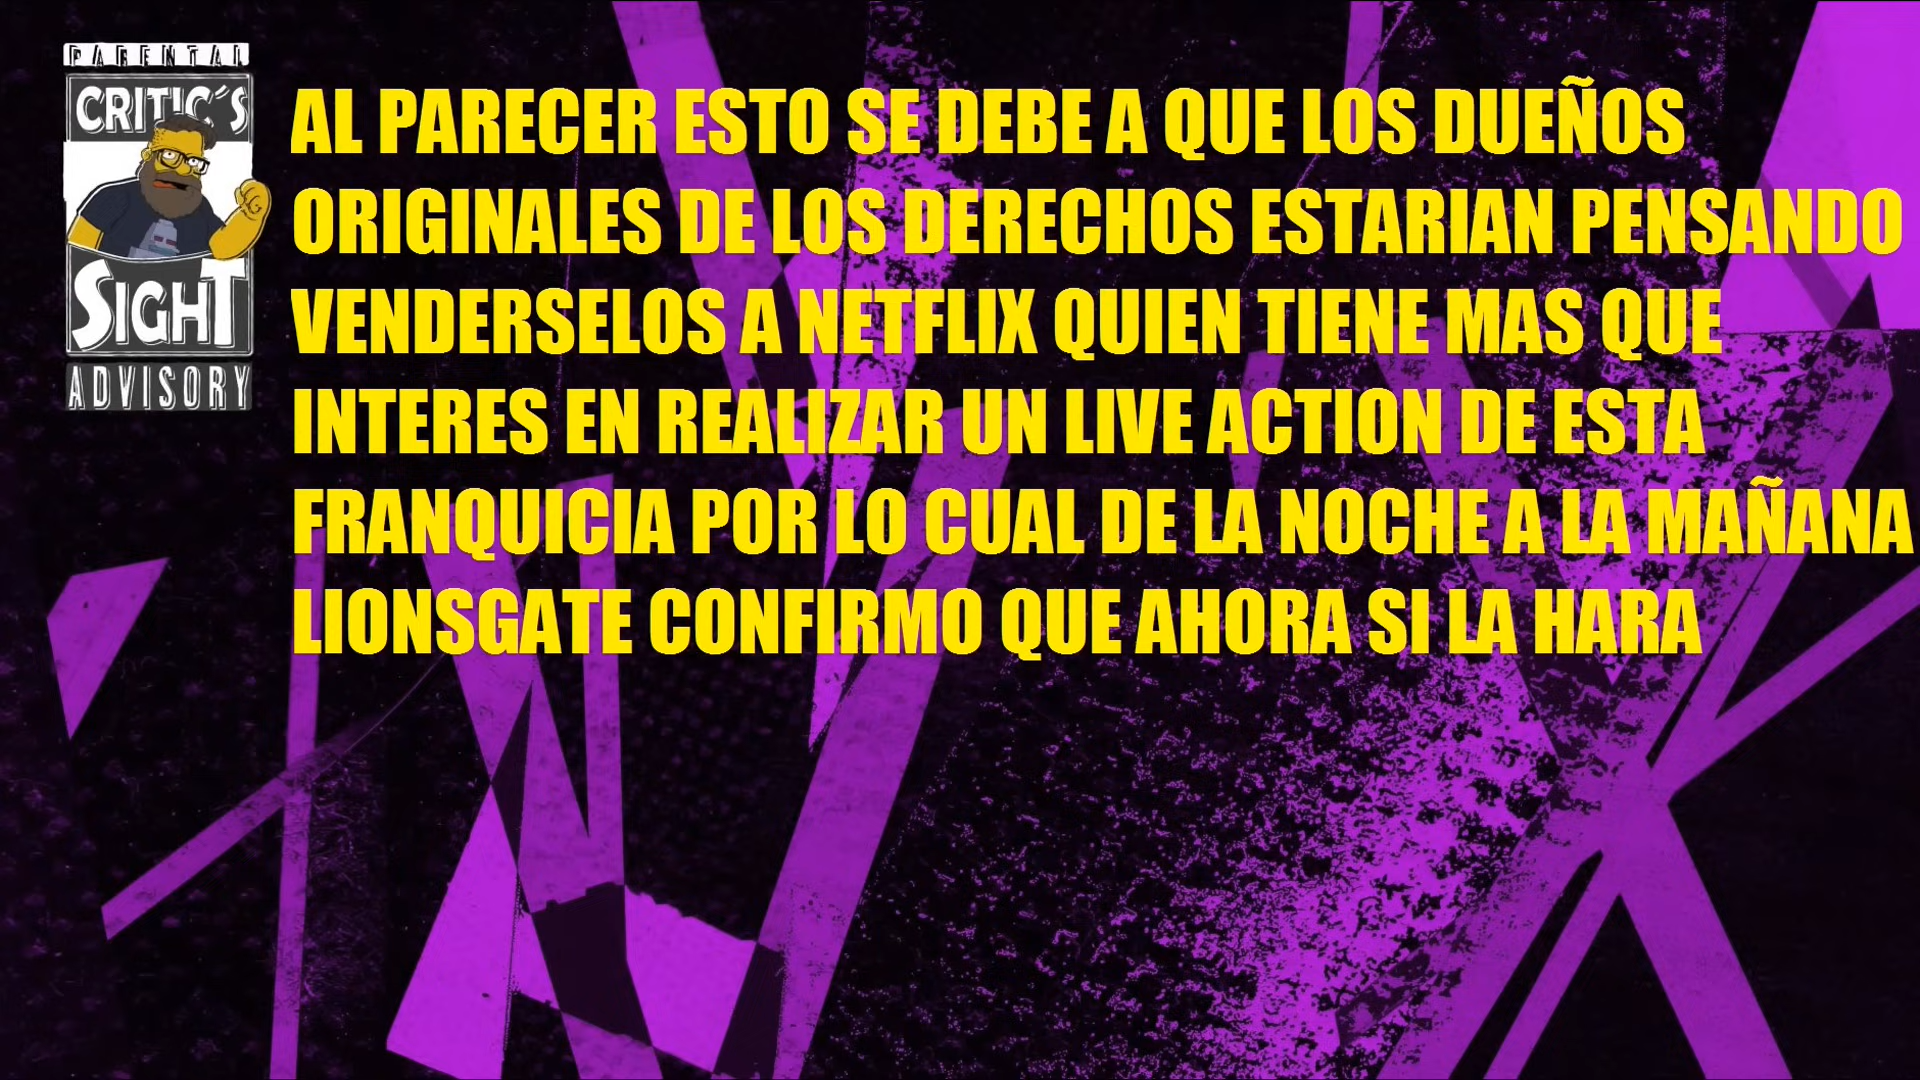 PARENTAL
CRITIC´S
SIGHT
ADVISORY
AL PARECER ESTO SE DEBE A QUE LOS DUEÑOS
ORIGINALES DE LOS DERECHOS ESTARIAN PENSANDO
VENDERSELOS A NETFLIX QUIEN TIENE MAS QUE
INTERES EN REALIZAR UN LIVE ACTION DE ESTA
FRANQUICIA POR LO CUAL DE LA NOCHE A LA MAÑANA
LIONSGATE CONFIRMO QUE AHORA SI LA HARA